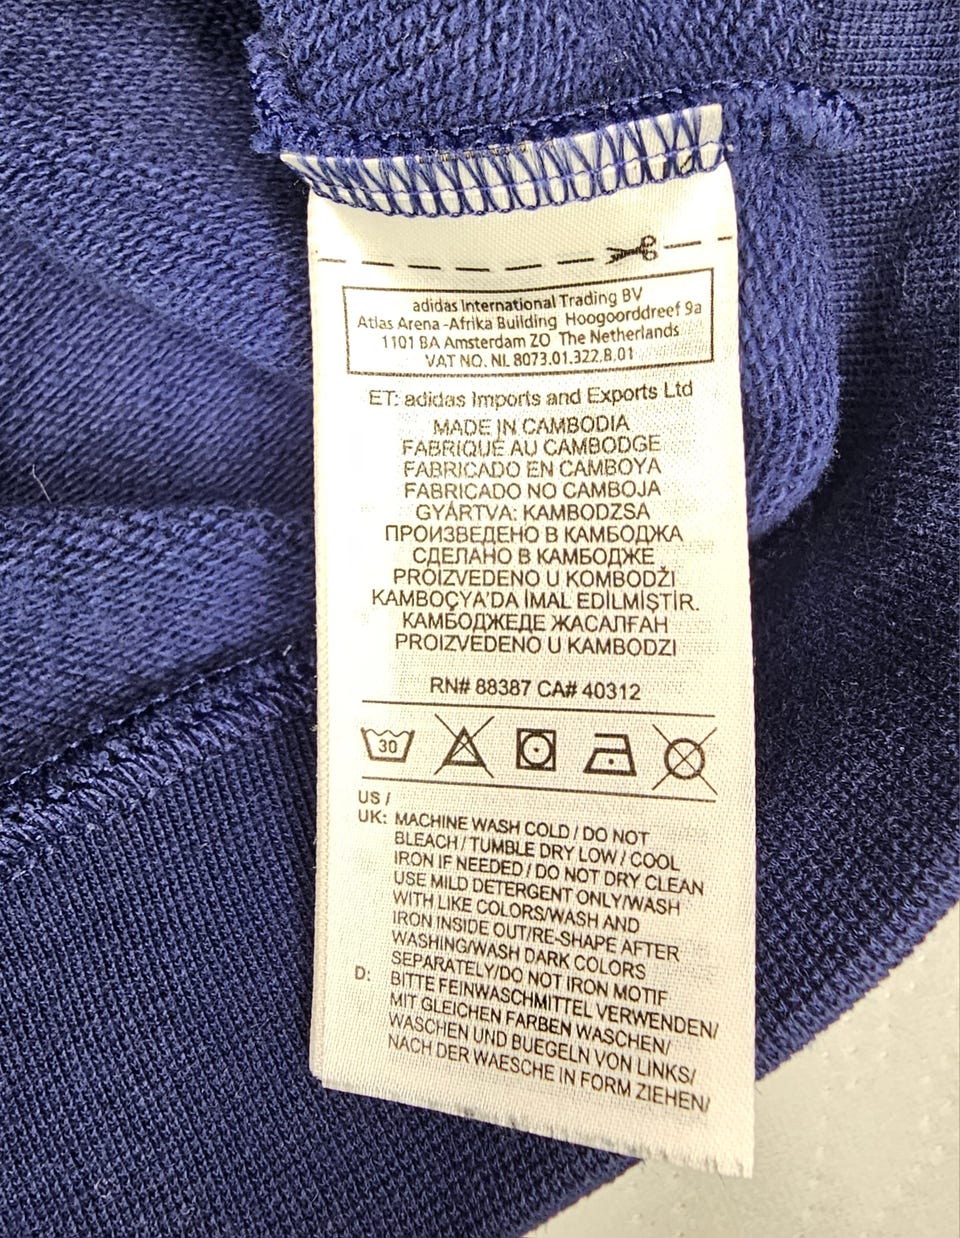 adidas International Trading BV
Atlas Arena-Afrika Building Hoogoorddreef 9a
1101 BA Amsterdam ZO The Netherlands
VAT NO. NL 8073.01.322.B.01
ET: adidas Imports and Exports Ltd
MADE IN CAMBODIA
FABRIQUÉ AU CAMBODGE
FABRICADO EN CAMBOYA
FABRICADO NO CAMBOJA
GYÁRTVA: KAMBODZSA
ПРОИЗВЕДЕНО В КАМБОДЖА
СДЕЛАНО В КАМБОДЖЕ
PROIZVEDENO U KOMBODŽI
KAMBOÇYA'DA İMAL EDİLMİŞTİR.
КАМБОДЖЕДЕ ЖАСАЛҒАН
PROIZVEDENO U KAMBODZI
RN# 88387 CA# 40312
30
US /
UK: MACHINE WASH COLD / DO NOT
BLEACH / TUMBLE DRY LOW / COOL
IRON IF NEEDED / DO NOT DRY CLEAN
USE MILD DETERGENT ONLY/WASH
WITH LIKE COLORS/WASH AND
IRON INSIDE OUT/RE-SHAPE AFTER
WASHING/WASH DARK COLORS
SEPARATELY/DO NOT IRON MOTIF
D: BITTE FEINWASCHMITTEL VERWENDEN/
MIT GLEICHEN FARBEN WASCHEN/
WASCHEN UND BUEGELN VON LINKS/
NACH DER WAESCHE IN FORM ZIEHEN/